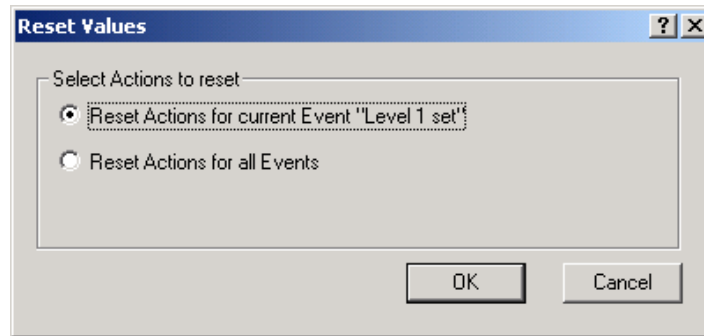 Reset Values
Select Actions to reset
Reset Actions for current Event "Level 1 set"
Reset Actions for all Events
OK
Cancel